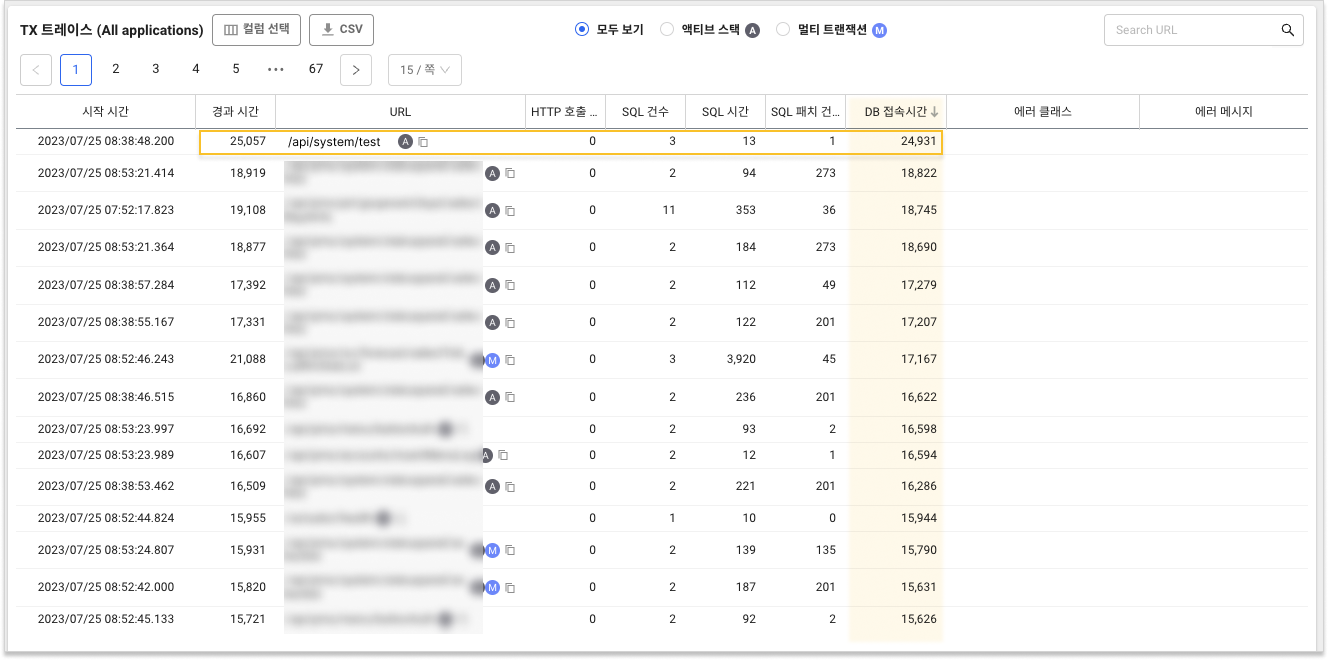 TX 트레이스 (All applications) 컬럼 선택 CSV 모두 보기 액티브 스택 A 멀티 트랜잭션 M Search URL
< 1 2 3 4 5 ••• 67 > 15 / 쪽
시작 시간 경과 시간 URL HTTP 호출 ... SQL 건수 SQL 시간 SQL 패치 건... DB 접속시간 에러 클래스 에러 메시지
2023/07/25 08:38:48.200 25,057 /api/system/test A 0 3 13 1 24,931
2023/07/25 08:53:21.414 18,919 A 0 2 94 273 18,822
2023/07/25 07:52:17.823 19,108 A 0 11 353 36 18,745
2023/07/25 08:53:21.364 18,877 A 0 2 184 273 18,690
2023/07/25 08:38:57.284 17,392 A 0 2 112 49 17,279
2023/07/25 08:38:55.167 17,331 A 0 2 122 201 17,207
2023/07/25 08:52:46.243 21,088 M 0 3 3,920 45 17,167
2023/07/25 08:38:46.515 16,860 A 0 2 236 201 16,622
2023/07/25 08:53:23.997 16,692 0 2 93 2 16,598
2023/07/25 08:53:23.989 16,607 A 0 2 12 1 16,594
2023/07/25 08:38:53.462 16,509 A 0 2 221 201 16,286
2023/07/25 08:52:44.824 15,955 0 1 10 0 15,944
2023/07/25 08:53:24.807 15,931 M 0 2 139 135 15,790
2023/07/25 08:52:42.000 15,820 M 0 2 187 201 15,631
2023/07/25 08:52:45.133 15,721 0 2 92 2 15,626